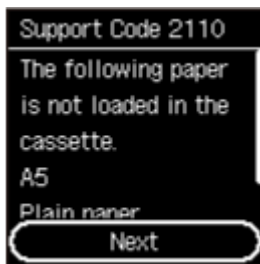 Support Code 2110
The following paper
is not loaded in the
cassette.
A5
Plain paper
Next